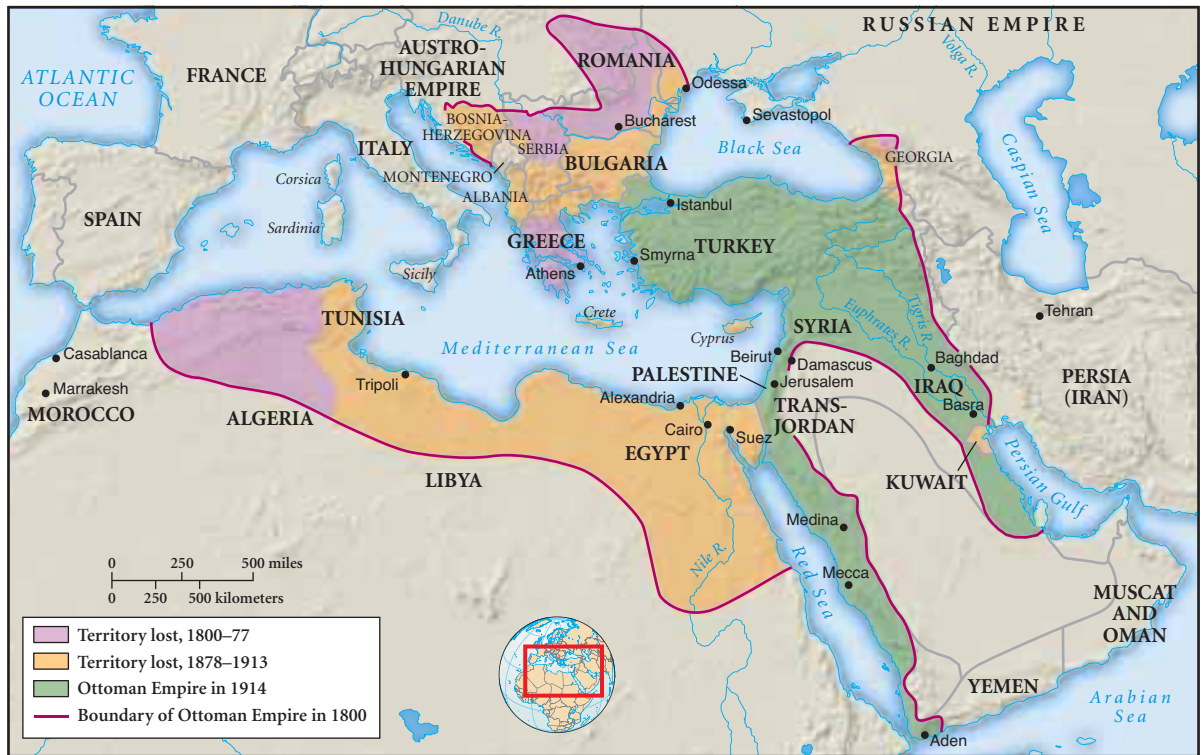 RUSSIAN EMPIRE
Danube R.
Volga R.
AUSTRO-
HUNGARIAN
EMPIRE
ROMANIA
FRANCE
ATLANTIC
OCEAN
Odessa
Sevastopol
Bucharest
BOSNIA-
HERZEGOVINA
SERBIA
ITALY
BULGARIA
Black Sea
GEORGIA
Caspian Sea
MONTENEGRO
ALBANIA
Corsica
SPAIN
Sardinia
Istanbul
GREECE
TURKEY
Smyrna
Athens
Sicily
Crete
Cyprus
TUNISIA
Mediterranean Sea
SYRIA
Euphrates R.
Tigris R.
Tehran
Casablanca
Marrakesh
MOROCCO
Tripoli
Beirut
Damascus
Baghdad
PALESTINE
Jerusalem
IRAQ
PERSIA
(IRAN)
ALGERIA
Alexandria
TRANS-
JORDAN
Basra
Cairo
Suez
EGYPT
LIBYA
KUWAIT
Persian Gulf
Medina
Nile R.
Red Sea
Mecca
MUSCAT
AND
OMAN
YEMEN
Arabian
Sea
Aden
0 250 500 miles
0 250 500 kilometers
Territory lost, 1800–77
Territory lost, 1878–1913
Ottoman Empire in 1914
Boundary of Ottoman Empire in 1800